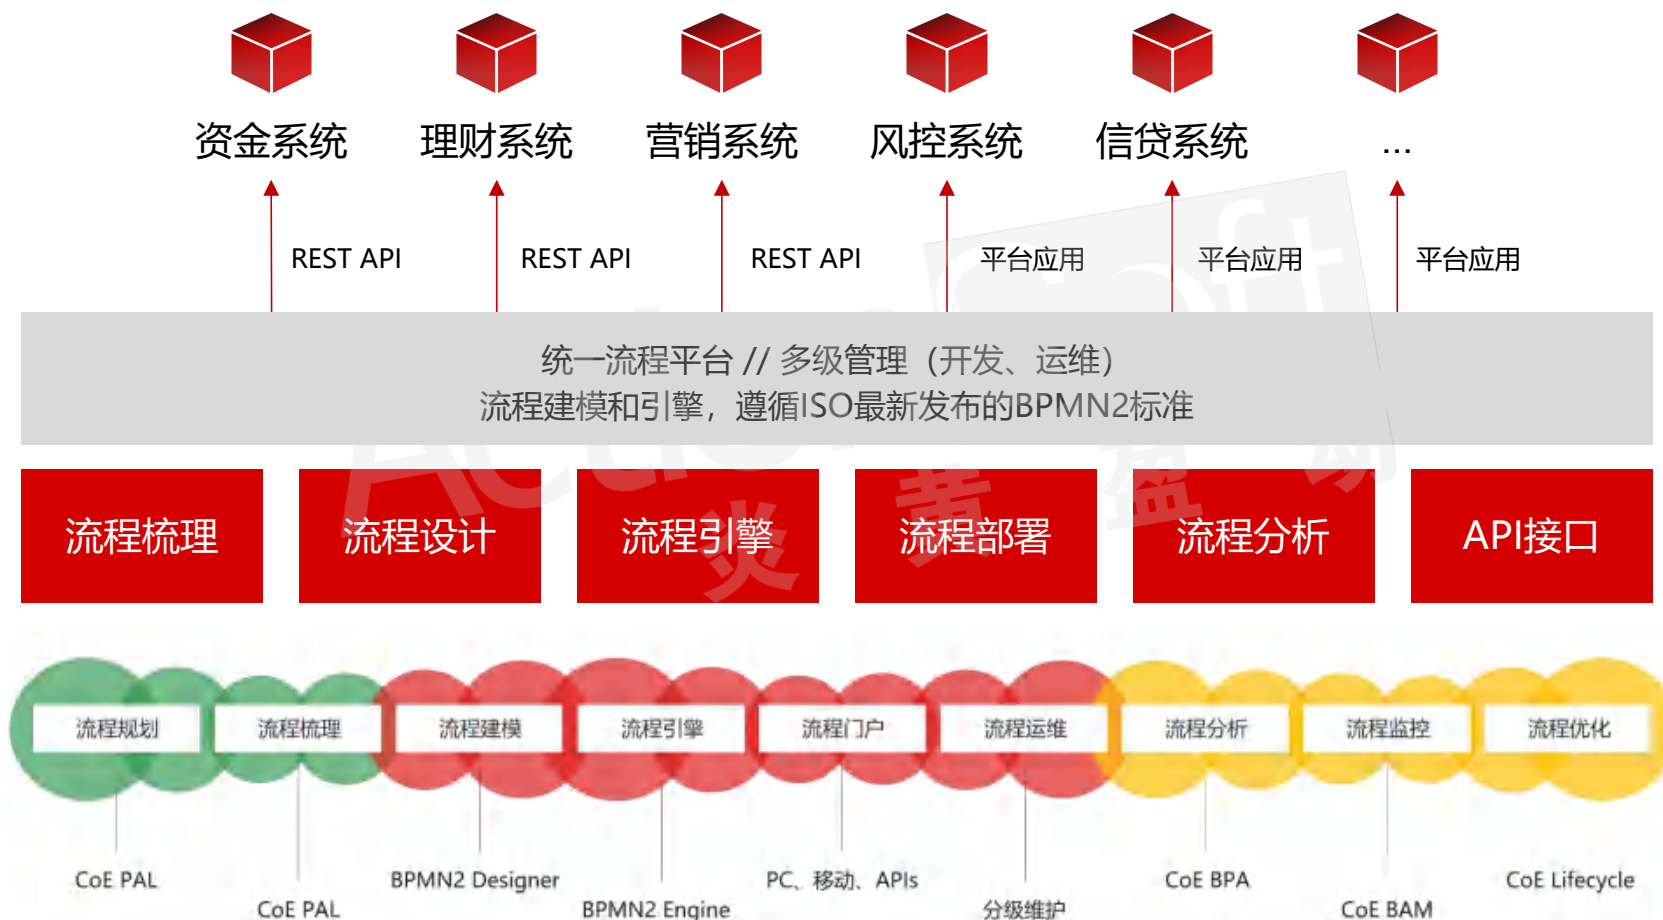 资金系统
理财系统
营销系统
风控系统
信贷系统
...
REST API
REST API
REST API
平台应用
平台应用
平台应用
统一流程平台 // 多级管理（开发、运维）
流程建模和引擎，遵循ISO最新发布的BPMN2标准
ActionSoft
炎黄盈动
流程梳理
流程设计
流程引擎
流程部署
流程分析
API接口
流程规划
流程梳理
流程建模
流程引擎
流程门户
流程运维
流程分析
流程监控
流程优化
CoE PAL
CoE PAL
BPMN2 Designer
BPMN2 Engine
PC、移动、APIs
分级维护
CoE BPA
CoE BAM
CoE Lifecycle